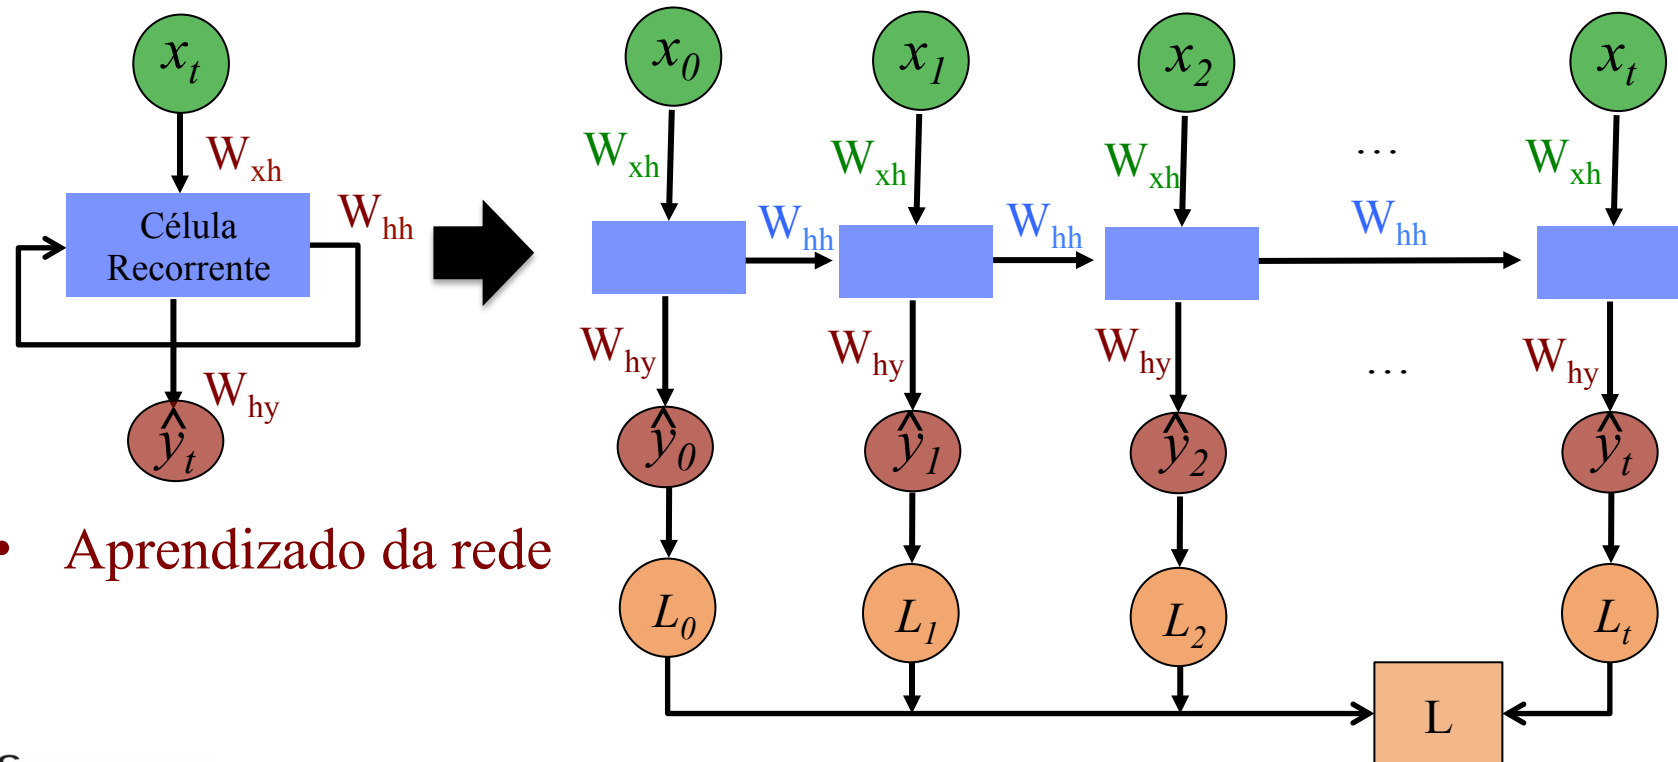 x_t
W_xh
Célula
Recorrente
W_hh
W_hy
ŷ_t
x_0 x_1 x_2 x_t
W_xh W_xh W_xh ... W_xh
W_hh W_hh W_hh
W_hy W_hy W_hy ... W_hy
ŷ_0 ŷ_1 ŷ_2 ŷ_t
• Aprendizado da rede
L_0 L_1 L_2 L_t
L